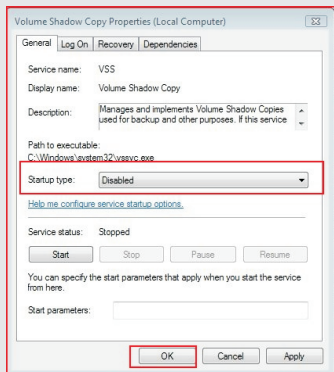 Volume Shadow Copy Properties (Local Computer)
General Log On Recovery Dependencies
Service name: VSS
Display name: Volume Shadow Copy
Description: Manages and implements Volume Shadow Copies
used for backup and other purposes. If this service
Path to executable:
C:\Windows\system32\vssvc.exe
Startup type: Disabled
Help me configure service startup options.
Service status: Stopped
Start Stop Pause Resume
You can specify the start parameters that apply when you start the service
from here.
Start parameters:
OK Cancel Apply